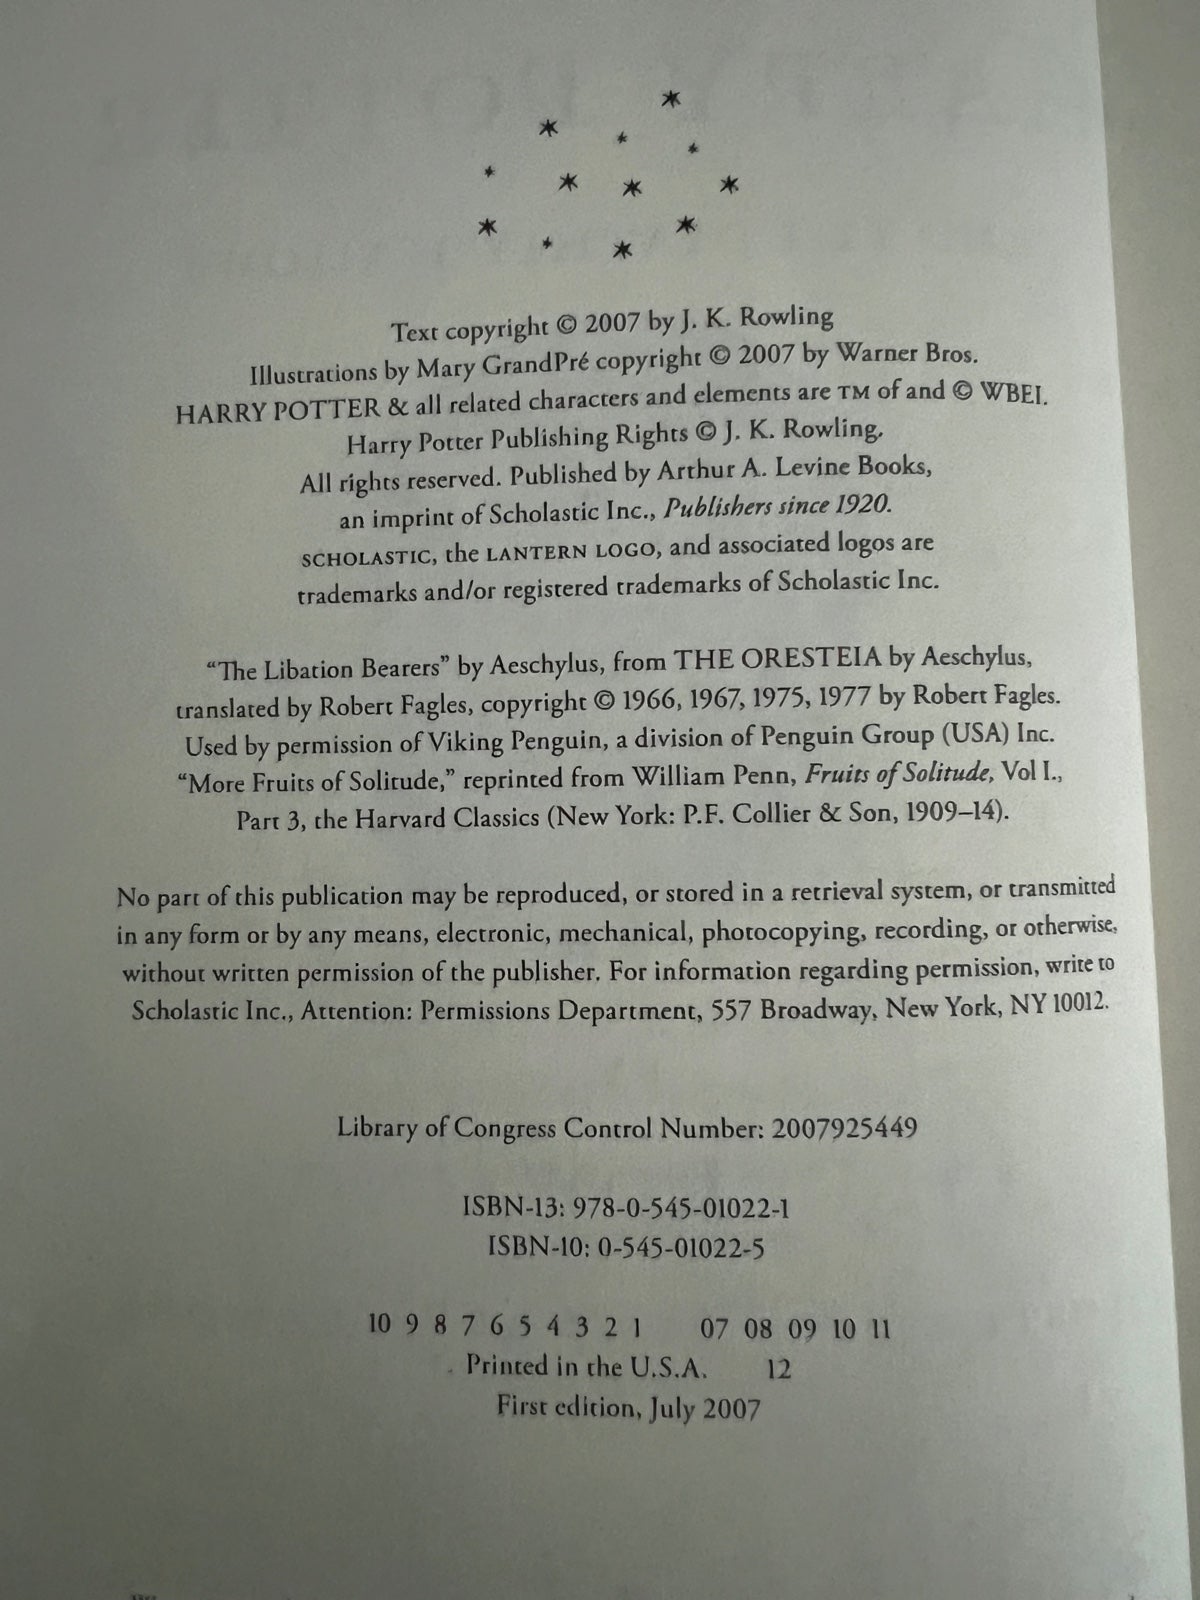 Text copyright © 2007 by J. K. Rowling
Illustrations by Mary GrandPré copyright © 2007 by Warner Bros.
HARRY POTTER & all related characters and elements are TM of and © WBEI.
Harry Potter Publishing Rights © J. K. Rowling.
All rights reserved. Published by Arthur A. Levine Books,
an imprint of Scholastic Inc., Publishers since 1920.
SCHOLASTIC, the LANTERN LOGO, and associated logos are
trademarks and/or registered trademarks of Scholastic Inc.
“The Libation Bearers” by Aeschylus, from THE ORESTEIA by Aeschylus,
translated by Robert Fagles, copyright © 1966, 1967, 1975, 1977 by Robert Fagles.
Used by permission of Viking Penguin, a division of Penguin Group (USA) Inc.
“More Fruits of Solitude,” reprinted from William Penn, Fruits of Solitude, Vol I.,
Part 3, the Harvard Classics (New York: P.F. Collier & Son, 1909–14).
No part of this publication may be reproduced, or stored in a retrieval system, or transmitted
in any form or by any means, electronic, mechanical, photocopying, recording, or otherwise,
without written permission of the publisher. For information regarding permission, write to
Scholastic Inc., Attention: Permissions Department, 557 Broadway, New York, NY 10012.
Library of Congress Control Number: 2007925449
ISBN-13: 978-0-545-01022-1
ISBN-10: 0-545-01022-5
10 9 8 7 6 5 4 3 2 1 07 08 09 10 11
Printed in the U.S.A. 12
First edition, July 2007